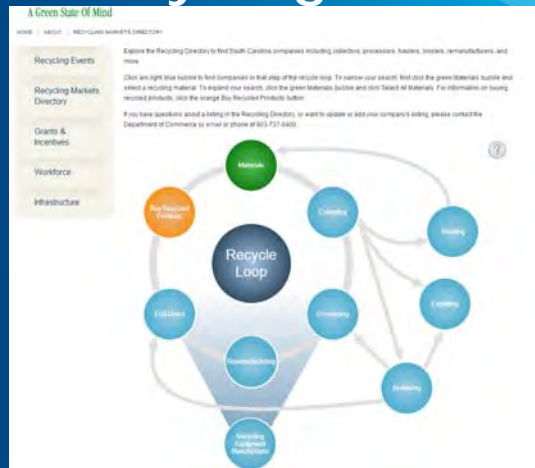 A Green State Of Mind
HOME | ABOUT | RECYCLING MARKETS DIRECTORY
Recycling Events
Recycling Markets
Directory
Grants &
Incentives
Workforce
Infrastructure
Explore the Recycling Directory to find South Carolina companies including collectors, processors, haulers, brokers, remanufacturers, and
more.
Click any light blue bubble to find companies in that step of the recycle loop. To narrow your search, first click the green Materials bubble and
select a recycling material. To expand your search, click the green Materials bubble and click Select All Materials. For information on buying
recycled products, click the orange Buy Recycled Products button.
If you have questions about a listing in the Recycling Directory, or want to update or add your company's listing, please contact the
Department of Commerce by email or phone at 803-737-0400.
?
Materials
Buy Recycled
Products
Collecting
Recycle
Loop
Hauling
Exporting
End Users
Processing
Remanufacturing
Brokering
Recycling
Equipment
Manufacturers